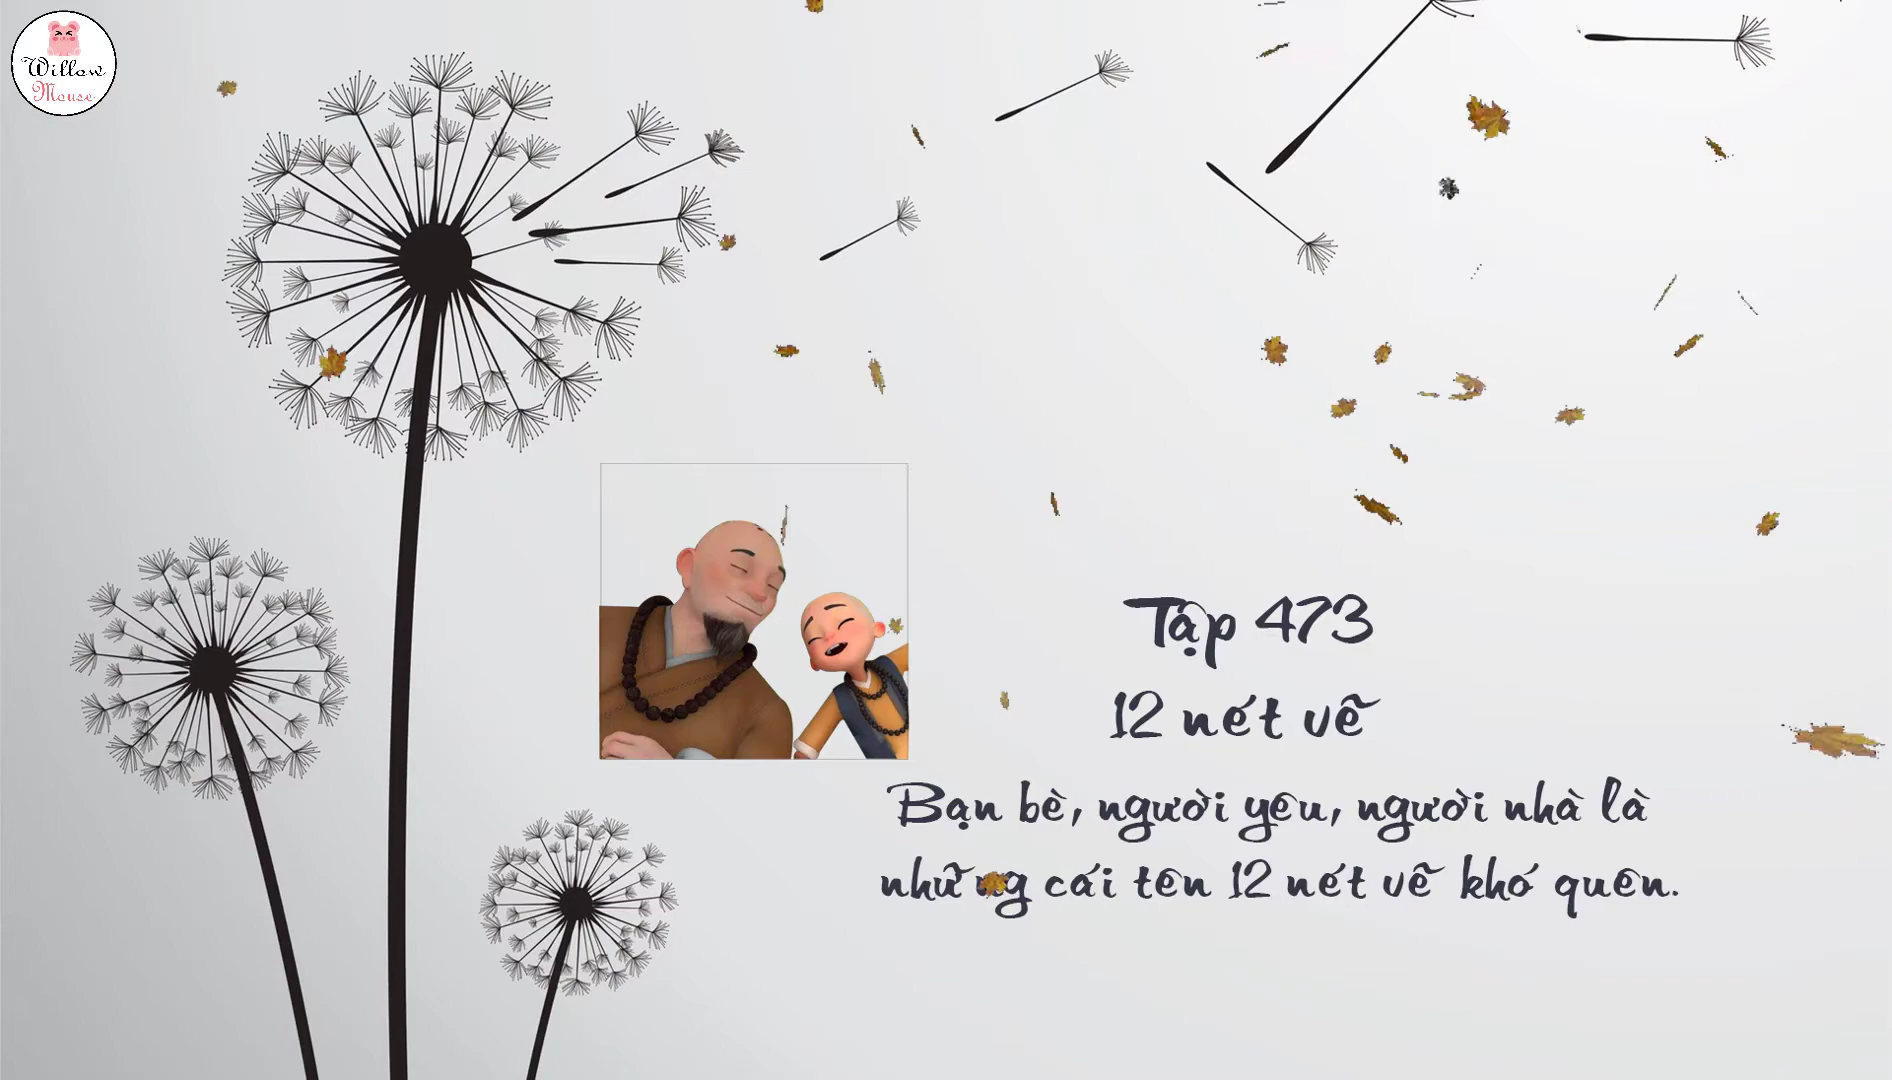 Willow
Mouse
Tập 473
12 nét vẽ
Bạn bè, người yêu, người nhà là
những cái tên 12 nét vẽ khó quên.